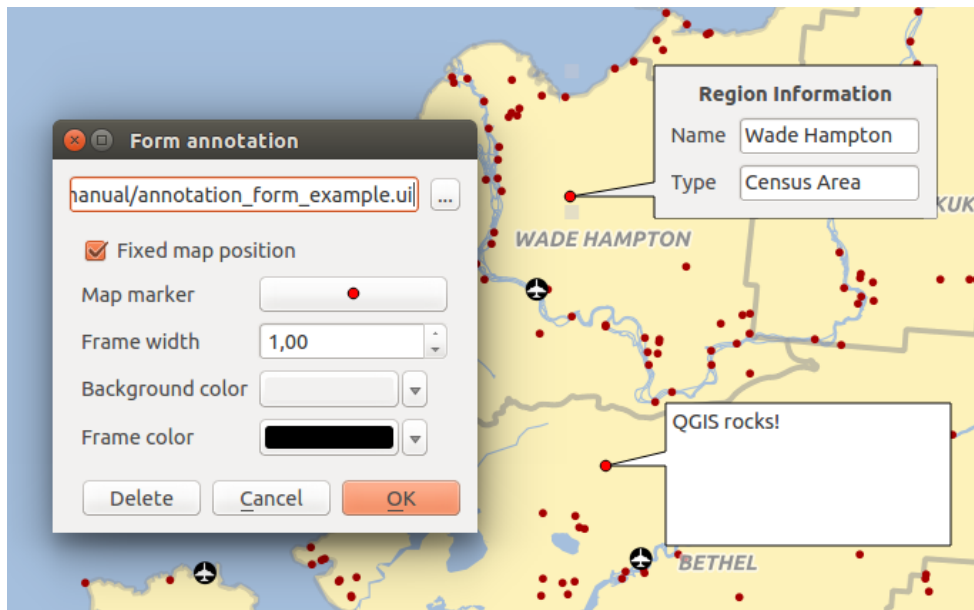 Form annotation
manual/annotation_form_example.ui
...
Fixed map position
Map marker
Frame width
1,00
Background color
Frame color
Delete
Cancel
OK
Region Information
Name
Wade Hampton
Type
Census Area
KUK
WADE HAMPTON
QGIS rocks!
BETHEL